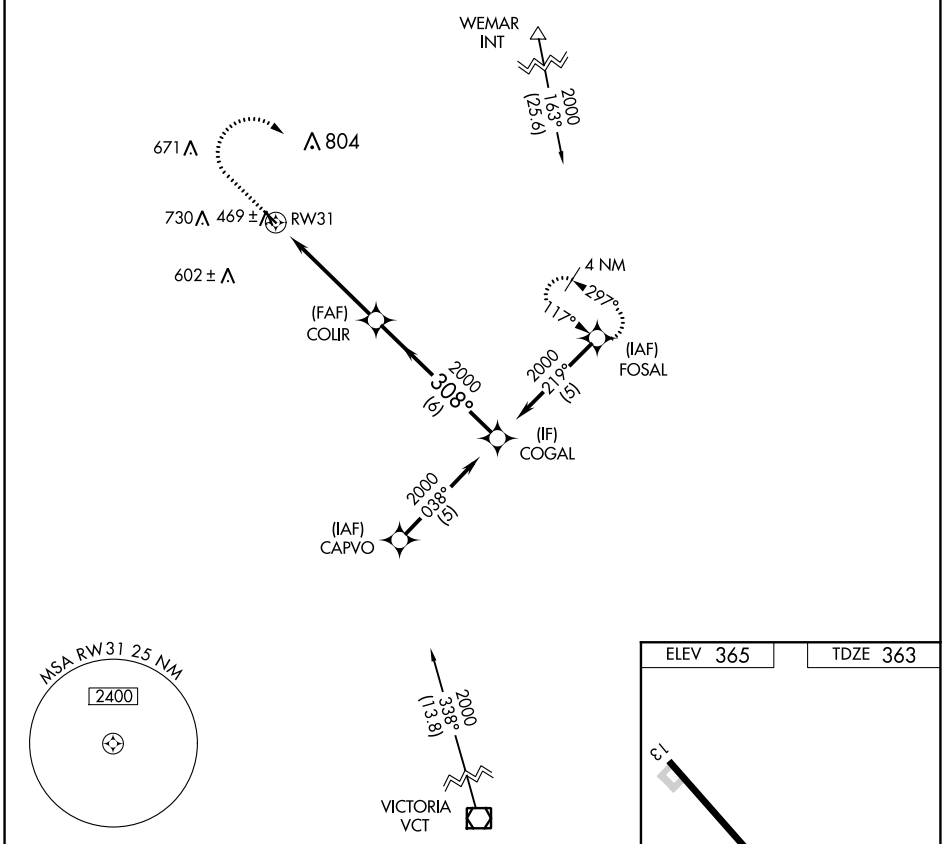 WEMAR
INT
2000
163°
(25.6)
671
804
730
469 ±
RW31
602 ±
4 NM
297°
117°
(FAF)
COLIR
(IAF)
FOSAL
2000
219°
(5)
2000
308°
(6)
(IF)
COGAL
2000
038°
(5)
(IAF)
CAPVO
MSA RW31 25 NM
2400
2000
338°
(13.8)
VICTORIA
VCT
ELEV 365
TDZE 363
13